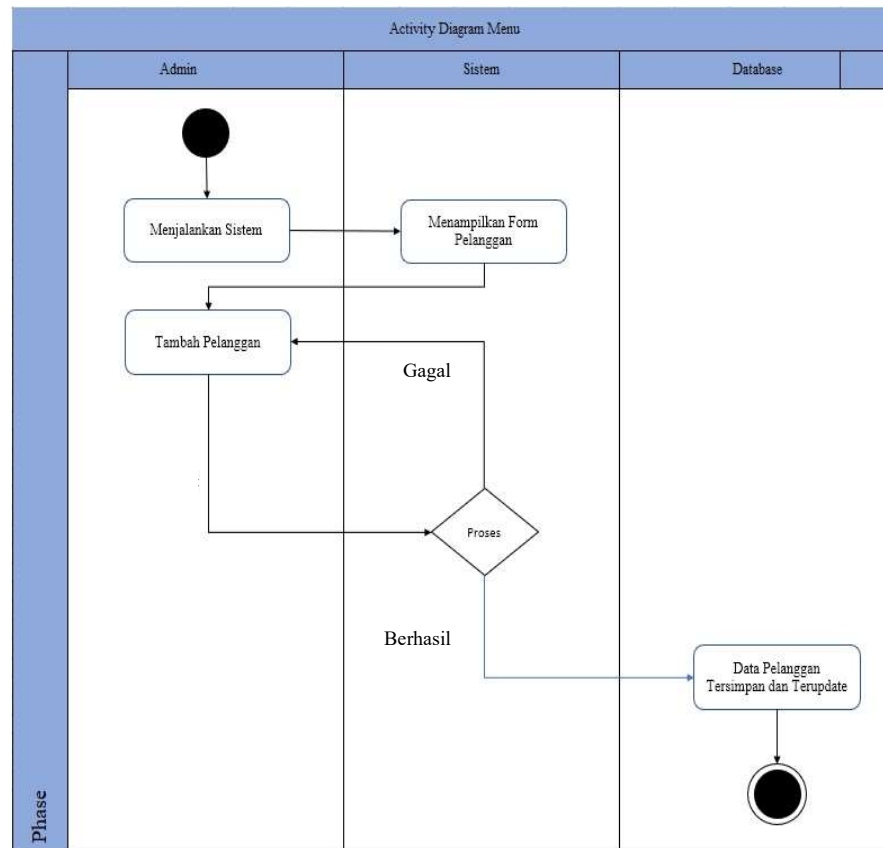 Activity Diagram Menu
Admin
Sistem
Database
Menjalankan Sistem
Menampilkan Form
Pelanggan
Tambah Pelanggan
Gagal
Proses
Berhasil
Data Pelanggan
Tersimpan dan Terupdate
Phase